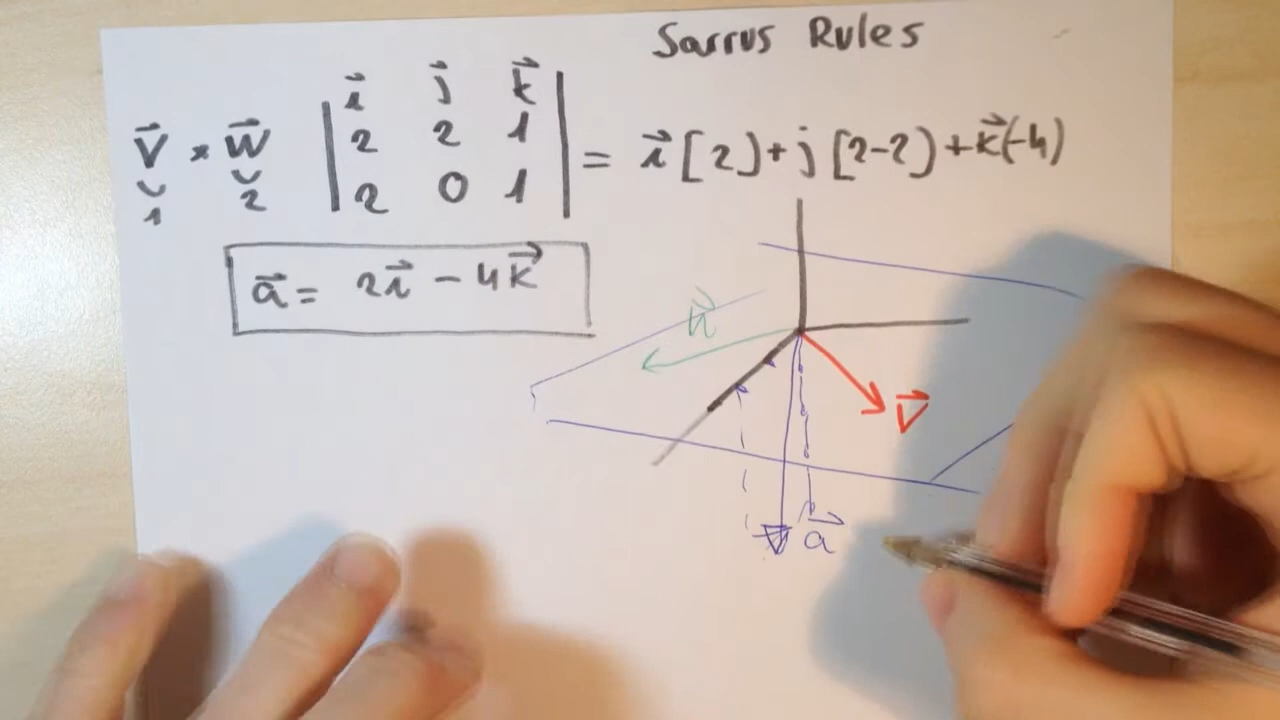 Sarrus Rules
i⃗ j⃗ k⃗
V⃗ × W⃗ | 2 2 1 | = i⃗ [2) + j [2-2) + k⃗(-4)
1 2 2 0 1
a⃗ = 2i⃗ - 4k⃗
n⃗
V⃗
a⃗